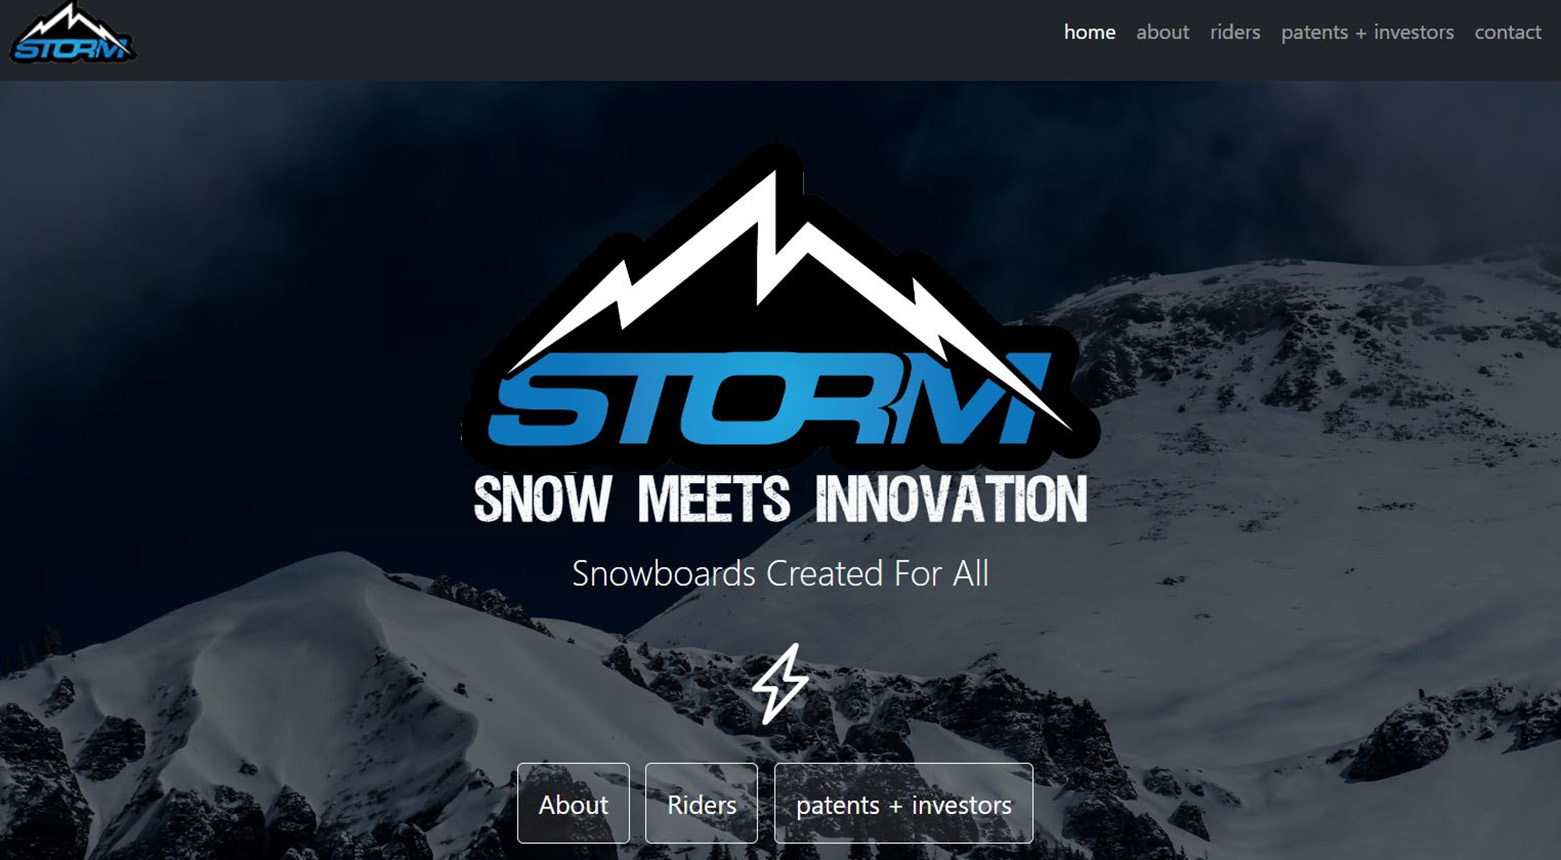 STORM
home about riders patents + investors contact
STORM
SNOW MEETS INNOVATION
Snowboards Created For All
About Riders patents + investors